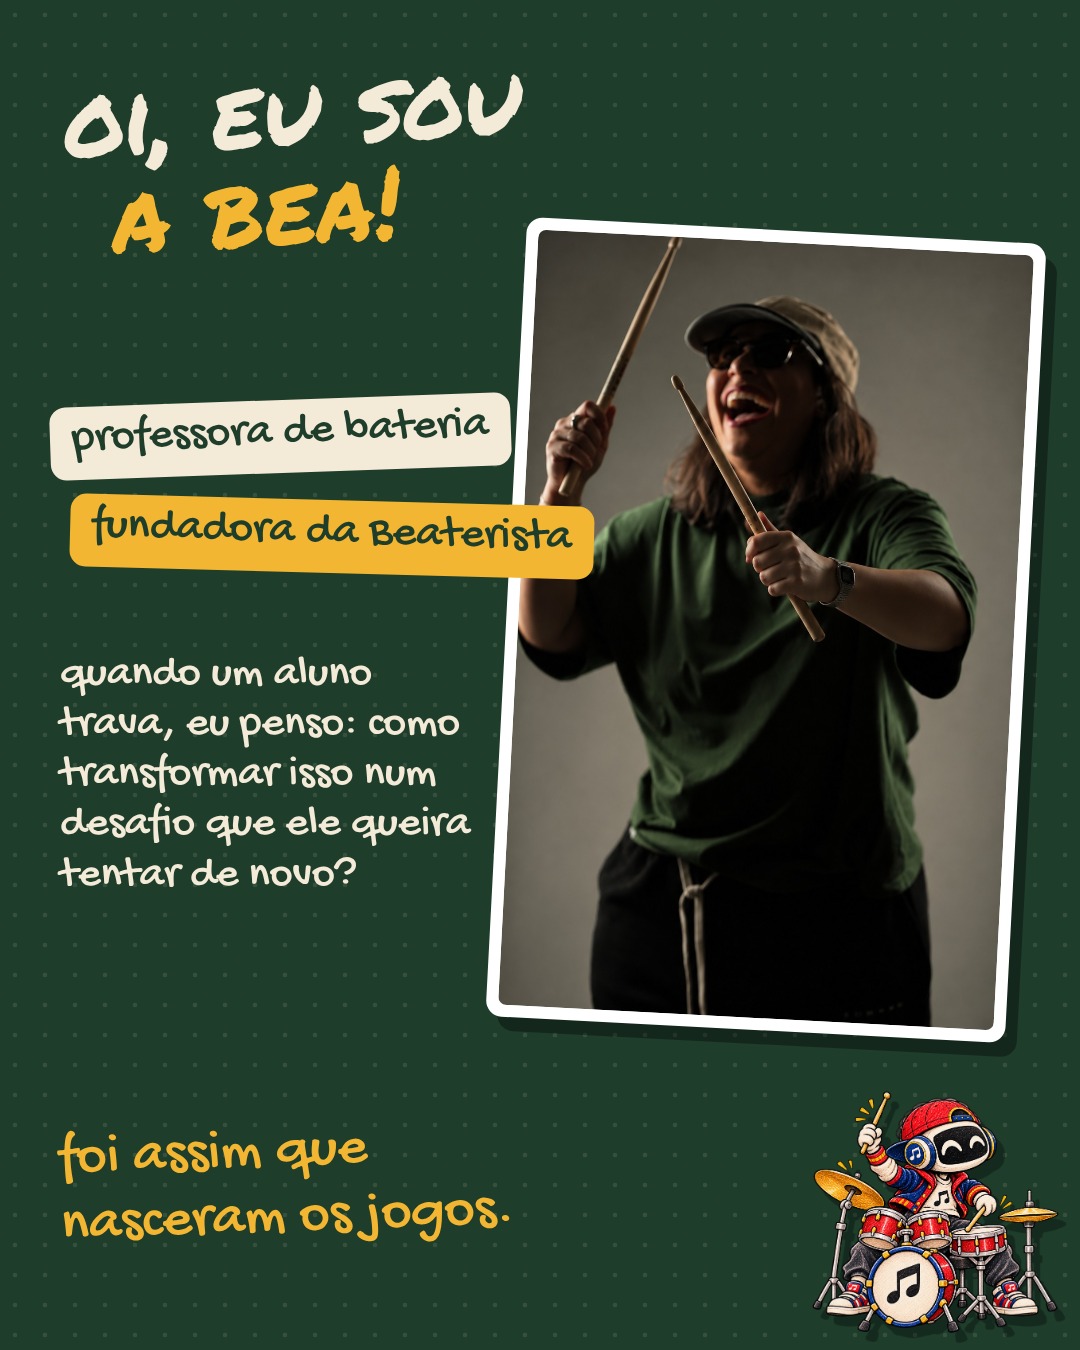 OI, EU SOU
A BEA!
professora de bateria
fundadora da Beaterista
quando um aluno
trava, eu penso: como
transformar isso num
desafio que ele queira
tentar de novo?
foi assim que
nasceram os jogos.